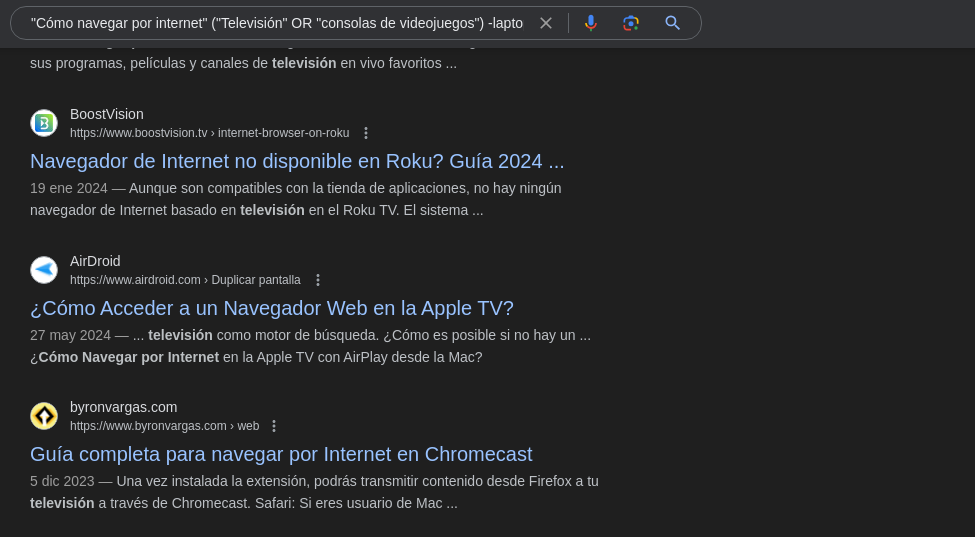 "Cómo navegar por internet" ("Televisión" OR "consolas de videojuegos") -lapto
sus programas, películas y canales de televisión en vivo favoritos ...
BoostVision
https://www.boostvision.tv › internet-browser-on-roku
Navegador de Internet no disponible en Roku? Guía 2024 ...
19 ene 2024 — Aunque son compatibles con la tienda de aplicaciones, no hay ningún
navegador de Internet basado en televisión en el Roku TV. El sistema ...
AirDroid
https://www.airdroid.com › Duplicar pantalla
¿Cómo Acceder a un Navegador Web en la Apple TV?
27 may 2024 — ... televisión como motor de búsqueda. ¿Cómo es posible si no hay un ...
¿Cómo Navegar por Internet en la Apple TV con AirPlay desde la Mac?
byronvargas.com
https://www.byronvargas.com › web
Guía completa para navegar por Internet en Chromecast
5 dic 2023 — Una vez instalada la extensión, podrás transmitir contenido desde Firefox a tu
televisión a través de Chromecast. Safari: Si eres usuario de Mac ...